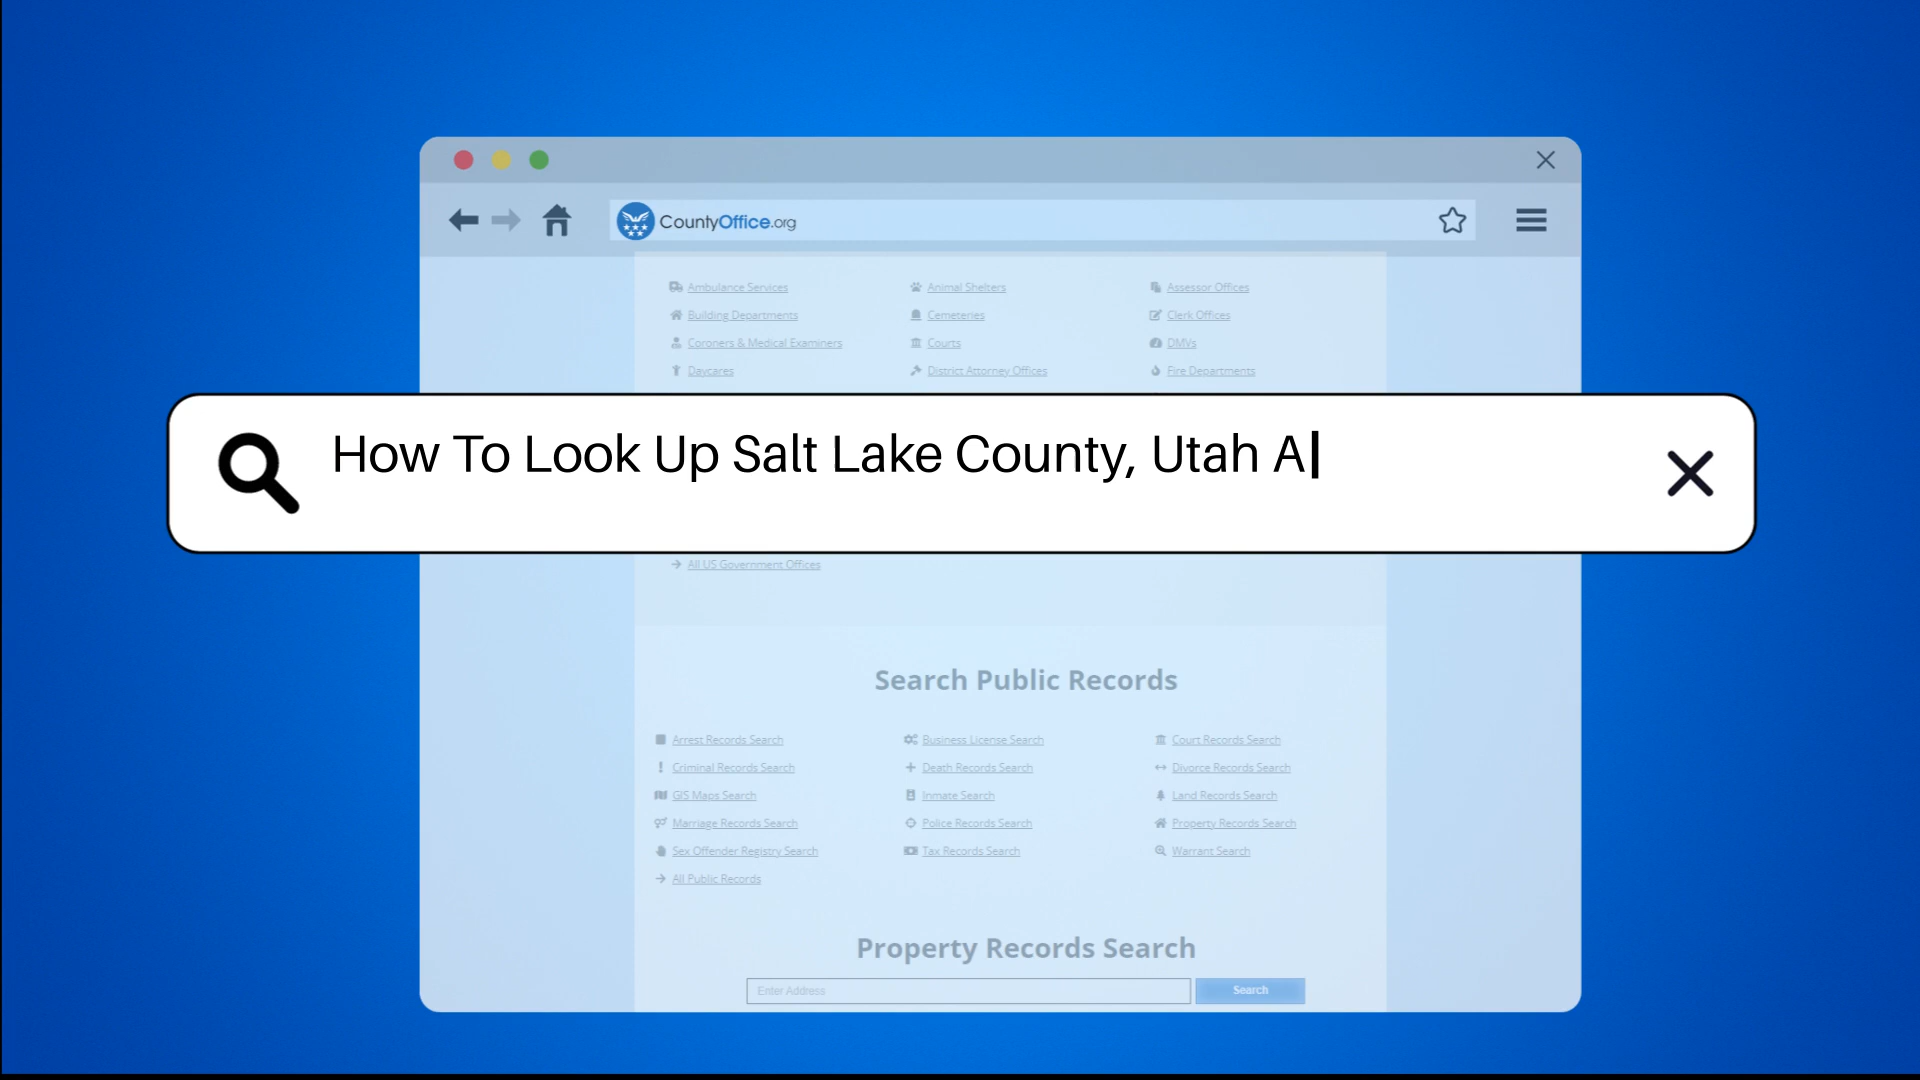 CountyOffice.org
Ambulance Services Animal Shelters Assessor Offices
Building Departments Cemeteries Clerk Offices
Coroners & Medical Examiners Courts DMVs
Daycares District Attorney Offices Fire Departments
How To Look Up Salt Lake County, Utah A
All US Government Offices
Search Public Records
Arrest Records Search Business License Search Court Records Search
Criminal Records Search Death Records Search Divorce Records Search
GIS Maps Search Inmate Search Land Records Search
Marriage Records Search Police Records Search Property Records Search
Sex Offender Registry Search Tax Records Search Warrant Search
All Public Records
Property Records Search
Enter Address Search